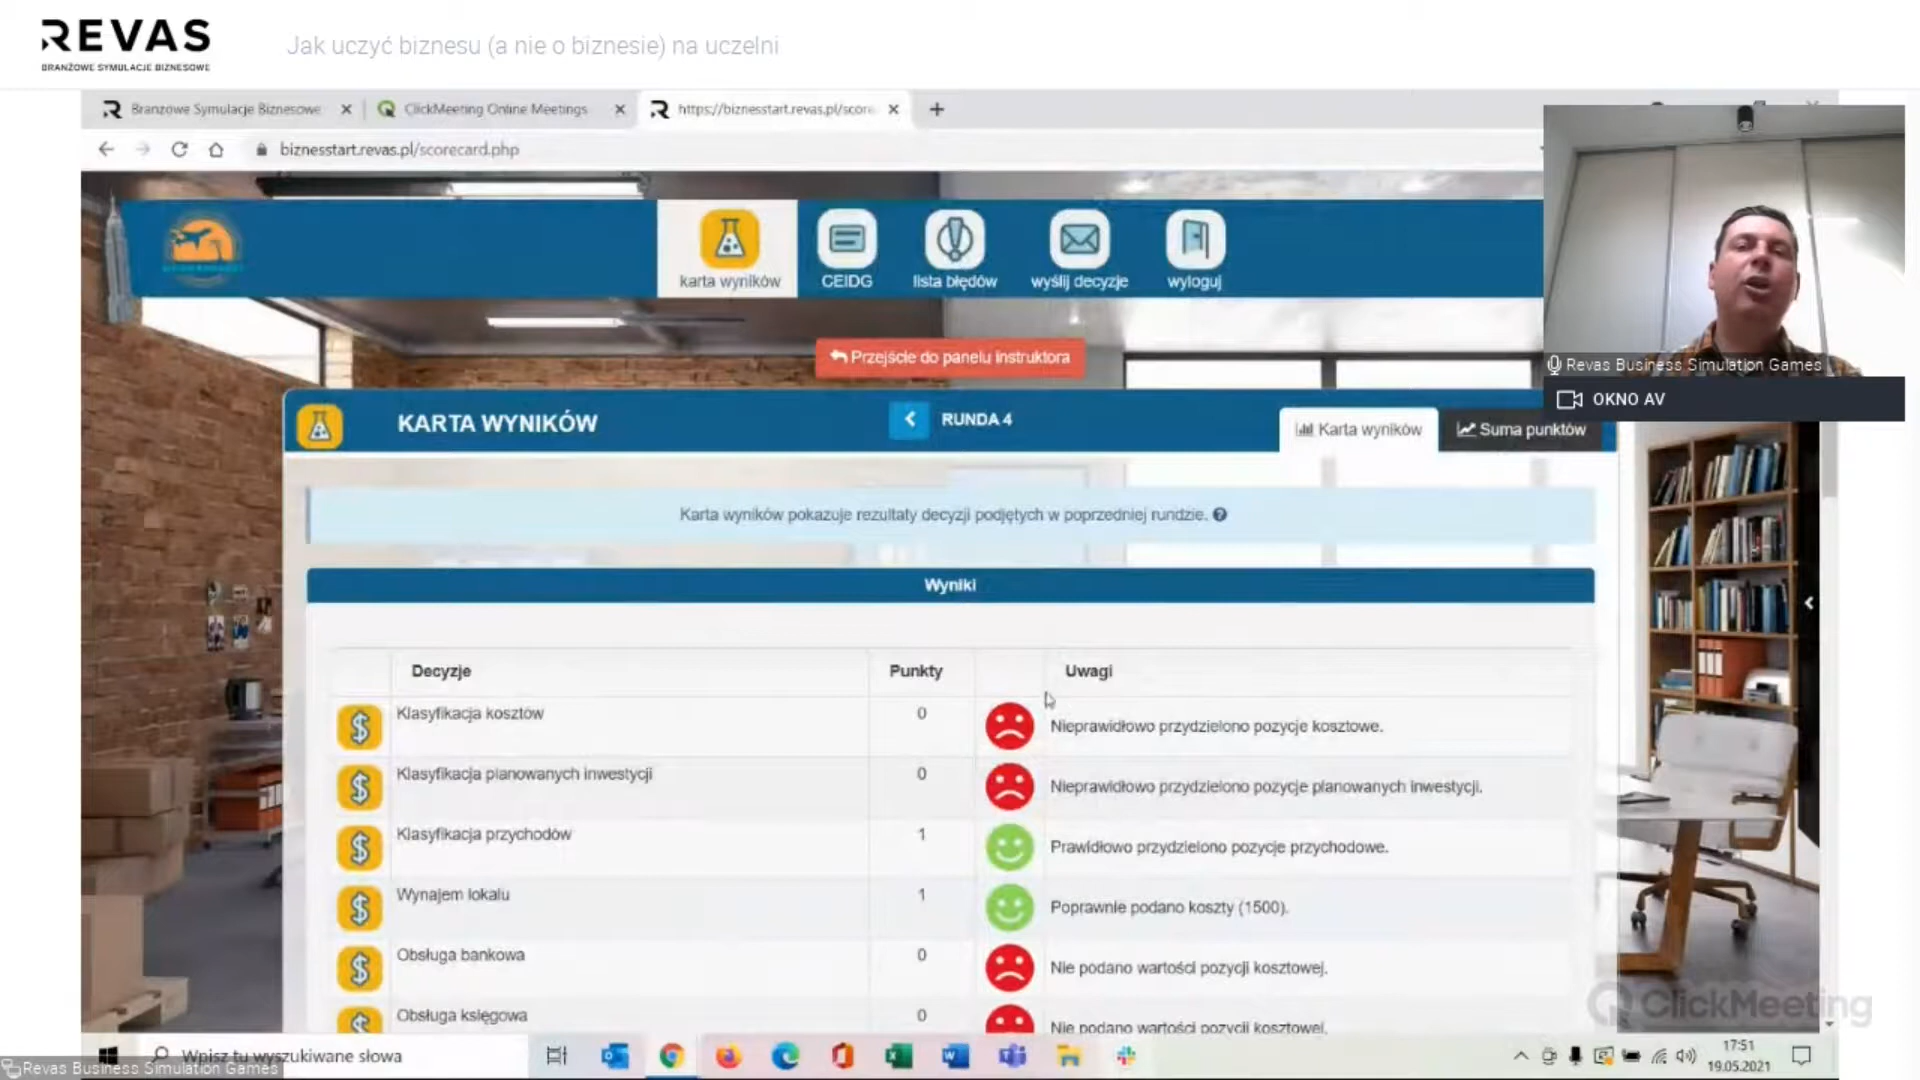 REVAS
BRANŻOWE SYMULACJE BIZNESOWE
Jak uczyć biznesu (a nie o biznesie) na uczelni
Branżowe Symulacje Biznesowe
ClickMeeting Online Meetings
https://biznesstart.revas.pl/score
biznesstart.revas.pl/scorecard.php
karta wyników
CEIDG
lista błędów
wyślij decyzje
wyloguj
Przejście do panelu instruktora
Revas Business Simulation Games
OKNO AV
KARTA WYNIKÓW
RUNDA 4
Karta wyników
Suma punktów
Karta wyników pokazuje rezultaty decyzji podjętych w poprzedniej rundzie.
Wyniki
Decyzje Punkty Uwagi
Klasyfikacja kosztów 0 Nieprawidłowo przydzielono pozycje kosztowe.
Klasyfikacja planowanych inwestycji 0 Nieprawidłowo przydzielono pozycje planowanych inwestycji.
Klasyfikacja przychodów 1 Prawidłowo przydzielono pozycje przychodowe.
Wynajem lokalu 1 Poprawnie podano koszty (1500).
Obsługa bankowa 0 Nie podano wartości pozycji kosztowej.
Obsługa księgowa 0 Nie podano wartości pozycji kosztowej.
ClickMeeting
Wpisz tu wyszukiwane słowa
17:51
19.05.2021
Revas Business Simulation Games